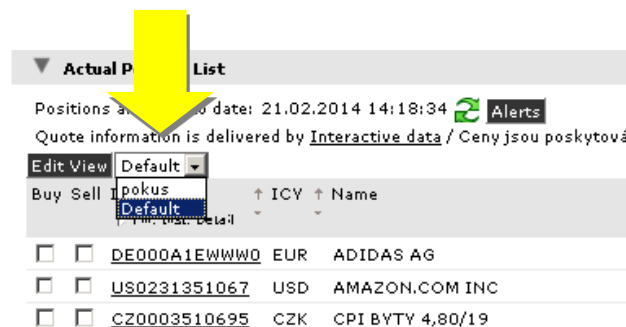 Actual P List
Positions date: 21.02.2014 14:18:34 Alerts
Quote information is delivered by Interactive data / Ceny jsou poskytová
Edit View Default
Buy Sell ICY Name
pokus
Default
DE000A1EWWW0 EUR ADIDAS AG
US0231351067 USD AMAZON.COM INC
CZ0003510695 CZK CPI BYTY 4,80/19